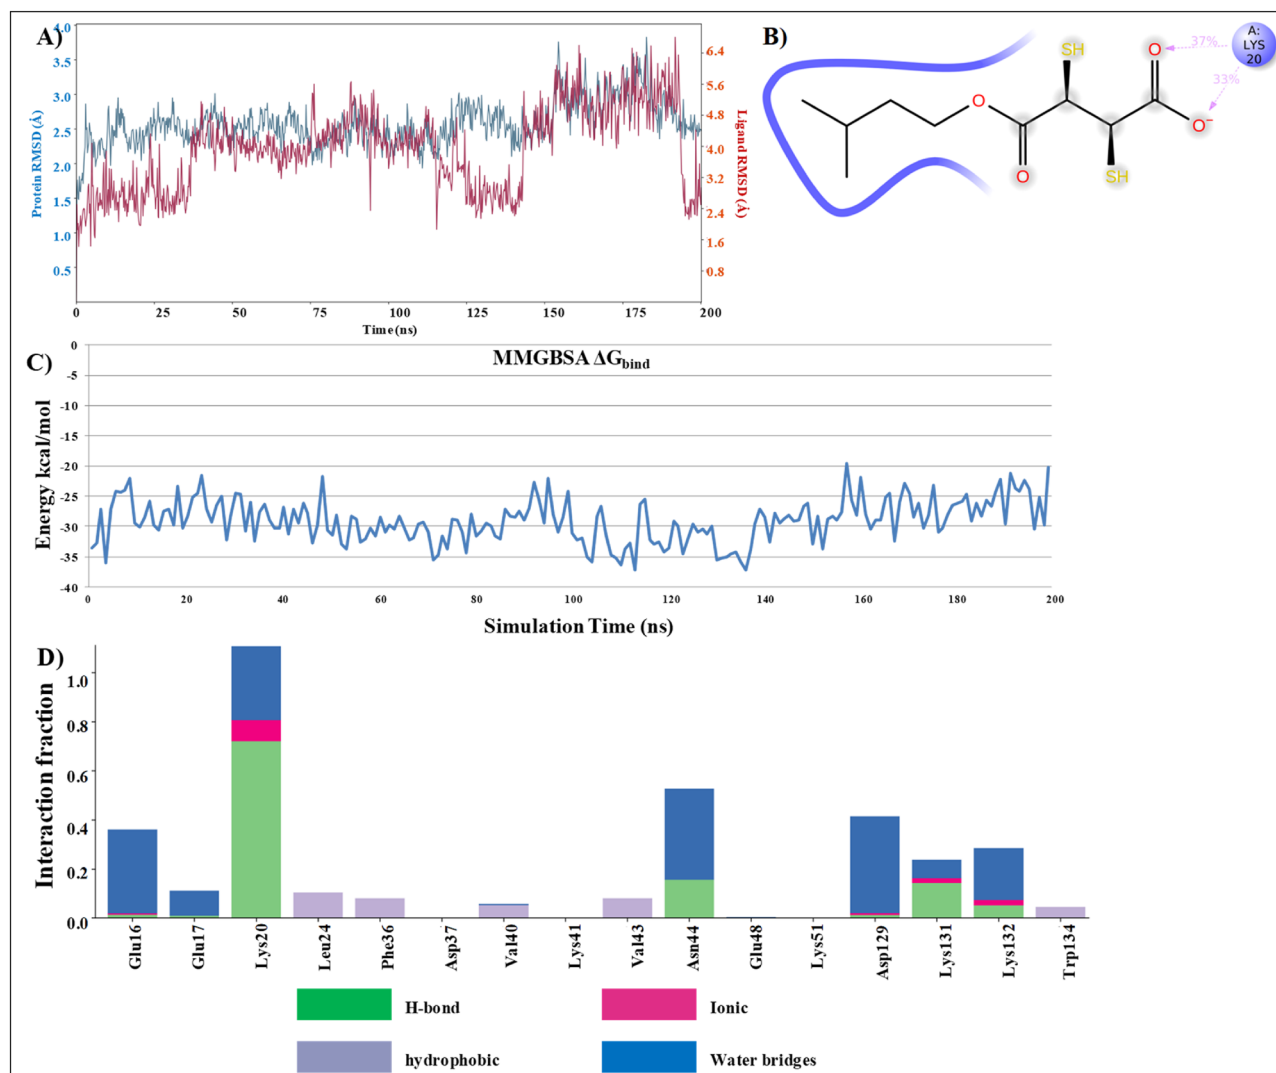 A)
4.0
3.5
3.0
2.5
2.0
1.5
1.0
0.5
Protein RMSD (Å)
6.4
5.6
4.8
4.0
3.2
2.4
1.6
0.8
Ligand RMSD (Å)
0 25 50 75 100 150 175 200
Time(ns)
B)
SH
O
O
O
O⁻
SH
37%
33%
A:
LYS
20
C)
MMGBSA ΔGbind
0
-5
-10
-15
-20
-25
-30
-35
-40
Energy kcal/mol
0 20 40 60 80 100 120 140 160 180 200
Simulation Time (ns)
D)
1.0
0.8
0.6
0.4
0.2
0.0
Interaction fraction
Glu16
Glu17
Lys20
Leu24
Phe36
Asp37
Val40
Lys41
Val43
Asn44
Glu48
Lys51
Asp129
Lys131
Lys132
Trp134
H-bond
Ionic
hydrophobic
Water bridges